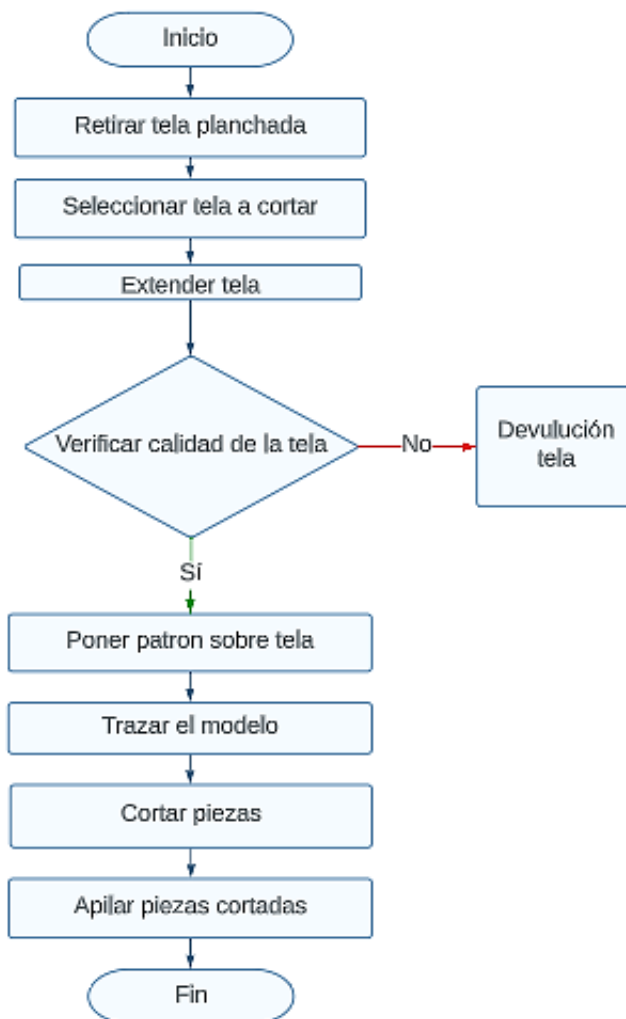 Inicio
Retirar tela planchada
Seleccionar tela a cortar
Extender tela
Verificar calidad de la tela
No
Devulución
tela
Sí
Poner patron sobre tela
Trazar el modelo
Cortar piezas
Apilar piezas cortadas
Fin